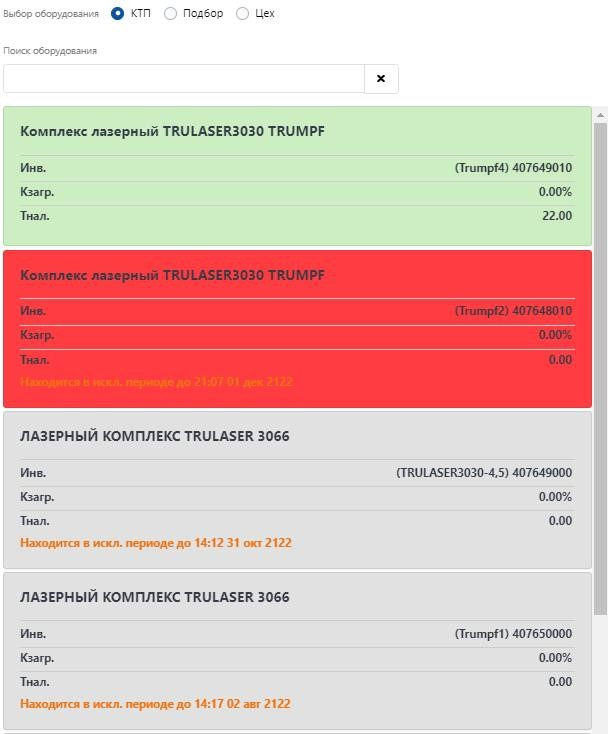 Выбор оборудования КТП Подбор Цех
Поиск оборудования
Комплекс лазерный TRULASER3030 TRUMPF
Инв. (Trumpf4) 407649010
Кзагр. 0.00%
Тнал. 22.00
Комплекс лазерный TRULASER3030 TRUMPF
Инв. (Trumpf2) 407648010
Кзагр. 0.00%
Тнал. 0.00
Находится в искл. периоде до 21:07 01 дек 2122
ЛАЗЕРНЫЙ КОМПЛЕКС TRULASER 3066
Инв. (TRULASER3030-4,5) 407649000
Кзагр. 0.00%
Тнал. 0.00
Находится в искл. периоде до 14:12 31 окт 2122
ЛАЗЕРНЫЙ КОМПЛЕКС TRULASER 3066
Инв. (Trumpf1) 407650000
Кзагр. 0.00%
Тнал. 0.00
Находится в искл. периоде до 14:17 02 авг 2122